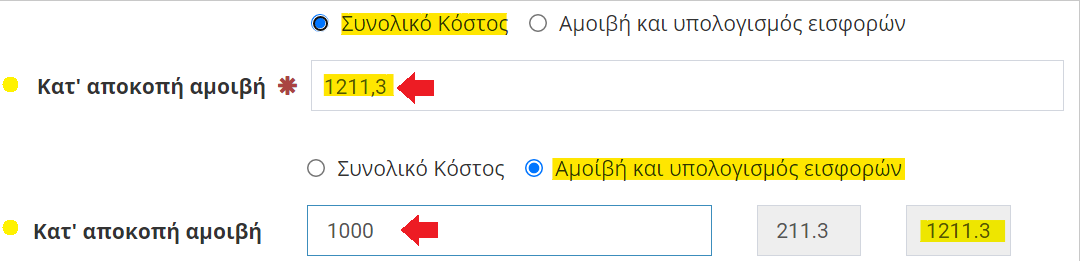 Συνολικό Κόστος Αμοιβή και υπολογισμός εισφορών
Κατ' αποκοπή αμοιβή * 1211,3
Συνολικό Κόστος Αμοίβή και υπολογισμός εισφορών
Κατ' αποκοπή αμοιβή 1000 211.3 1211.3